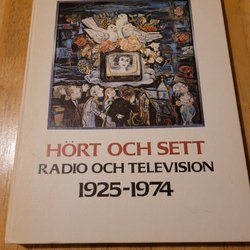 HÖRT OCH SETT
RADIO OCH TELEVISION
1925-1974